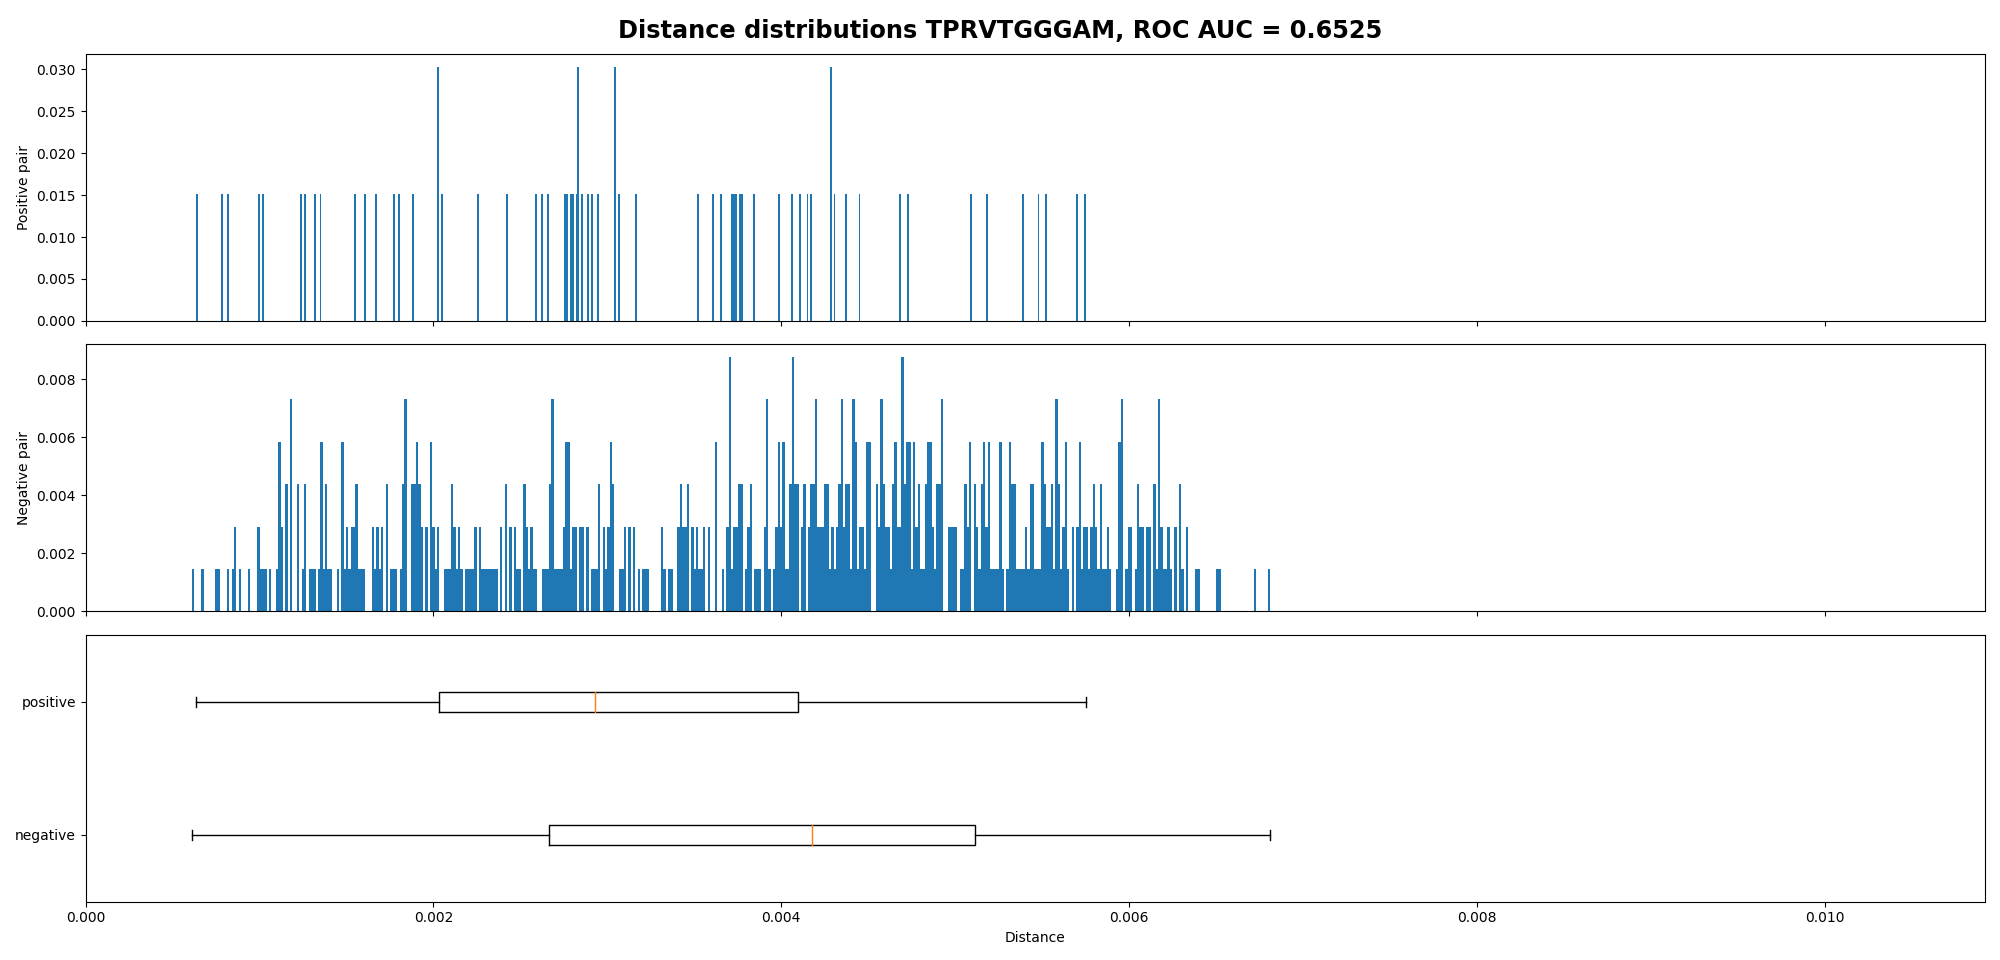 Distance distributions TPRVTGGGAM, ROC AUC = 0.6525
0.030
0.025
0.020
0.015
0.010
0.005
0.000
Positive pair
0.008
0.006
0.004
0.002
0.000
Negative pair
positive
negative
0.000 0.002 0.004 0.006 0.008 0.010
Distance